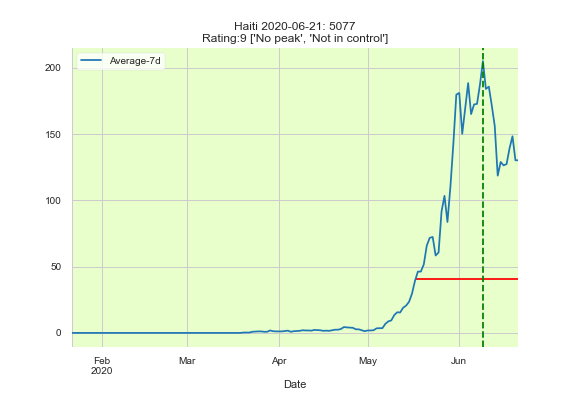 Haiti 2020-06-21: 5077
Rating:9 ['No peak', 'Not in control']
Average-7d
200
150
100
50
0
Feb
2020
Mar
Apr
May
Jun
Date